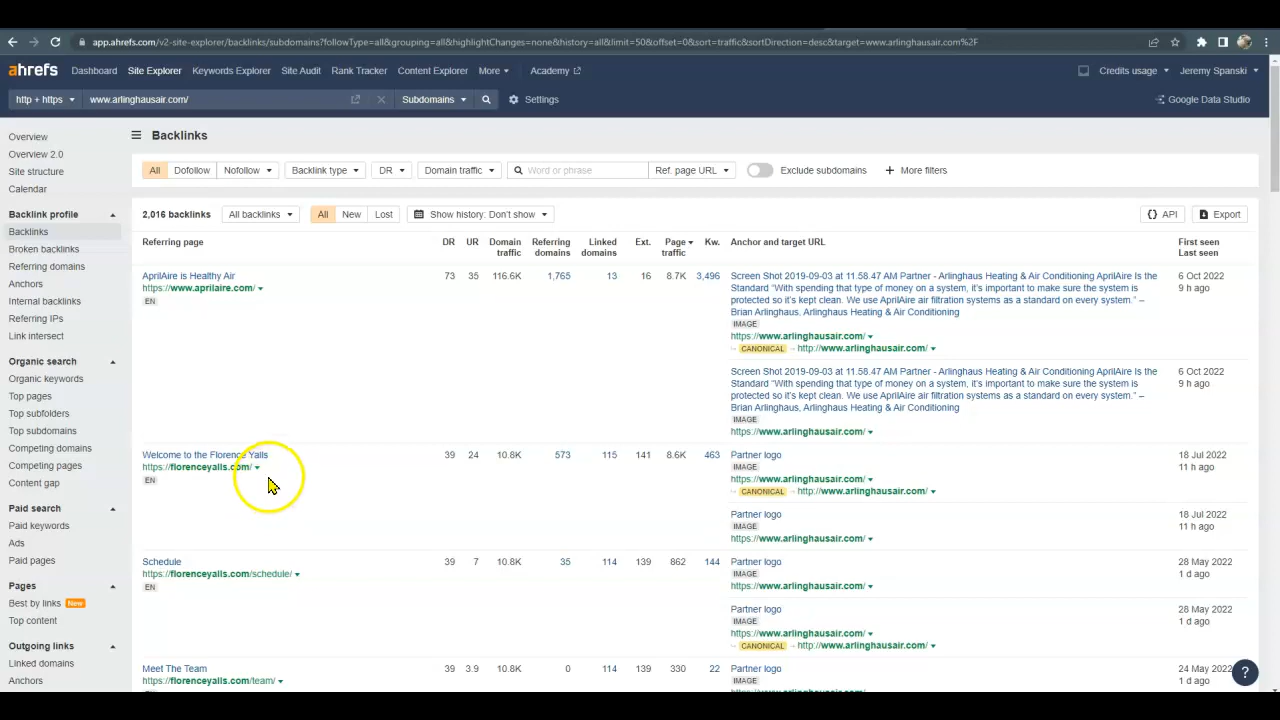 app.ahrefs.com/v2-site-explorer/backlinks/subdomains?followType=all&grouping=all&highlightChanges=none&history=all&limit=50&offset=0&sort=traffic&sortDirection=desc&target=www.arlinghausair.com%2F
ahrefs Dashboard Site Explorer Keywords Explorer Site Audit Rank Tracker Content Explorer More Academy Credits usage Jeremy Spanski
http + https www.arlinghausair.com/ Subdomains Settings Google Data Studio
Overview
Overview 2.0
Site structure
Calendar
Backlink profile
Backlinks
Broken backlinks
Referring domains
Anchors
Internal backlinks
Referring IPs
Link intersect
Organic search
Organic keywords
Top pages
Top subfolders
Top subdomains
Competing domains
Competing pages
Content gap
Paid search
Paid keywords
Ads
Paid pages
Pages
Best by links New
Top content
Outgoing links
Linked domains
Anchors
Backlinks
All Dofollow Nofollow Backlink type DR Domain traffic Word or phrase Ref. page URL Exclude subdomains + More filters
2,016 backlinks All backlinks All New Lost Show history: Don't show {} API Export
Referring page DR UR Domain traffic Referring domains Linked domains Ext. Page traffic Kw. Anchor and target URL First seen Last seen
AprilAire is Healthy Air 73 35 116.6K 1,765 13 16 8.7K 3,496
https://www.aprilaire.com/
EN
Screen Shot 2019-09-03 at 11.58.47 AM Partner - Arlinghaus Heating & Air Conditioning AprilAire Is the
Standard "With spending that type of money on a system, it's important to make sure the system is
protected so it's kept clean. We use AprilAire air filtration systems as a standard on every system." –
Brian Arlinghaus, Arlinghaus Heating & Air Conditioning
IMAGE
https://www.arlinghausair.com/
CANONICAL http://www.arlinghausair.com/
6 Oct 2022
9 h ago
Screen Shot 2019-09-03 at 11.58.47 AM Partner - Arlinghaus Heating & Air Conditioning AprilAire Is the
Standard "With spending that type of money on a system, it's important to make sure the system is
protected so it's kept clean. We use AprilAire air filtration systems as a standard on every system." –
Brian Arlinghaus, Arlinghaus Heating & Air Conditioning
IMAGE
https://www.arlinghausair.com/
6 Oct 2022
9 h ago
Welcome to the Florence Yalls 39 24 10.8K 573 115 141 8.6K 463
https://florenceyalls.com/
EN
Partner logo
IMAGE
https://www.arlinghausair.com/
CANONICAL http://www.arlinghausair.com/
18 Jul 2022
11 h ago
Partner logo
IMAGE
https://www.arlinghausair.com/
18 Jul 2022
11 h ago
Schedule 39 7 10.8K 35 114 139 862 144
https://florenceyalls.com/schedule/
EN
Partner logo
IMAGE
https://www.arlinghausair.com/
28 May 2022
1 d ago
Partner logo
IMAGE
https://www.arlinghausair.com/
CANONICAL http://www.arlinghausair.com/
28 May 2022
1 d ago
Meet The Team 39 3.9 10.8K 0 114 139 330 22
https://florenceyalls.com/team/
Partner logo
IMAGE
24 May 2022
1 d ago
?